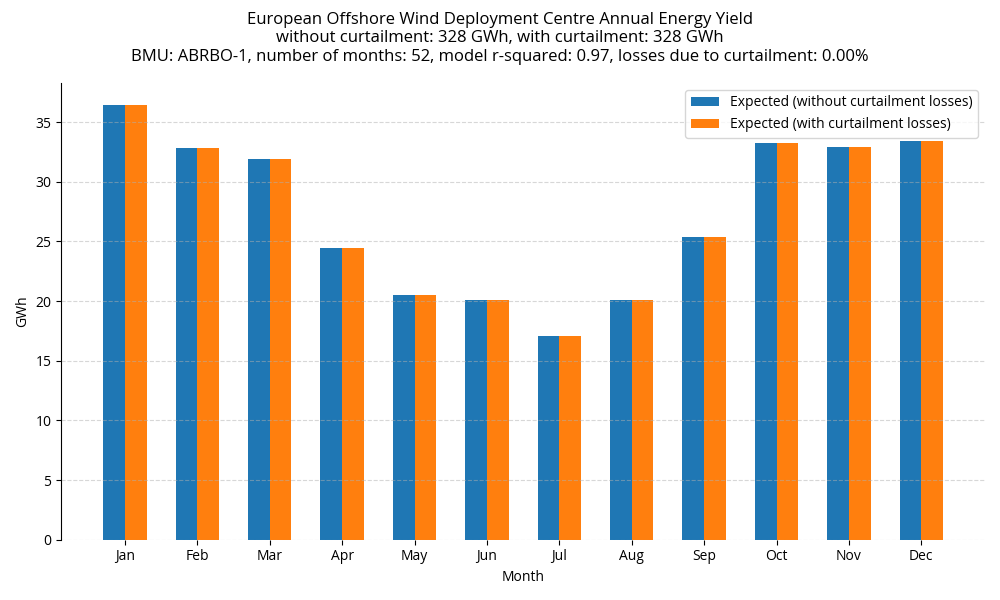 European Offshore Wind Deployment Centre Annual Energy Yield
without curtailment: 328 GWh, with curtailment: 328 GWh
BMU: ABRBO-1, number of months: 52, model r-squared: 0.97, losses due to curtailment: 0.00%
Expected (without curtailment losses)
Expected (with curtailment losses)
35
30
25
20
15
10
5
0
GWh
Jan Feb Mar Apr May Jun Jul Aug Sep Oct Nov Dec
Month